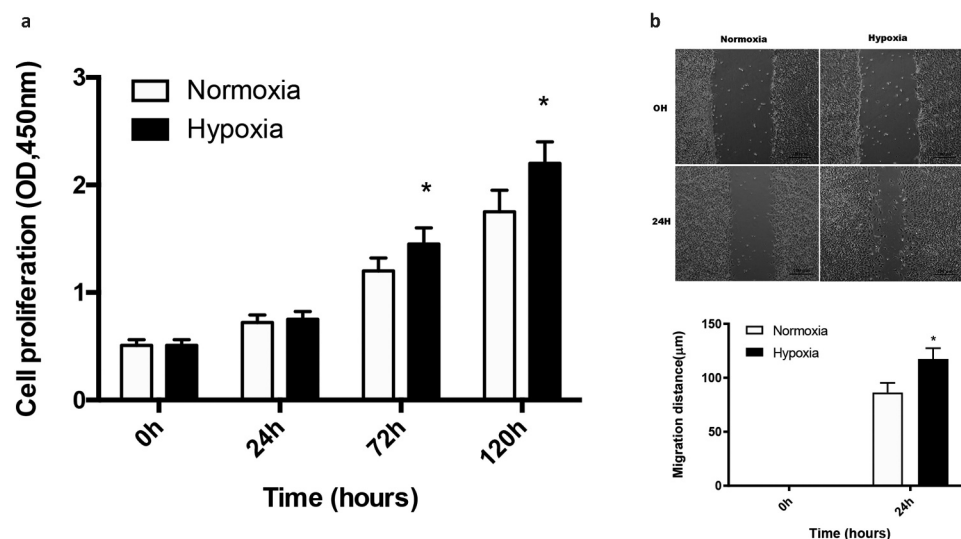 a
Cell proliferation (OD,450nm)
3
2
1
0
Normoxia
Hypoxia
*
*
0h
24h
72h
120h
Time (hours)
b
Normoxia
Hypoxia
OH
24H
Migration distance(μm)
150
100
50
0
Normoxia
Hypoxia
*
0h
24h
Time (hours)